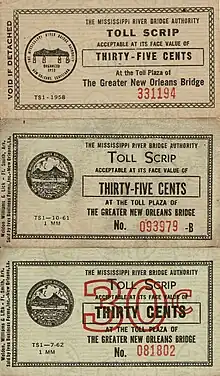 VOID IF DETACHED
THE MISSISSIPPI RIVER BRIDGE AUTHORITY
TOLL SCRIP
ACCEPTABLE AT ITS FACE VALUE OF
THIRTY-FIVE CENTS
At the Toll Plaza of
The Greater New Orleans Bridge
331194
TS1-1958
THE MISSISSIPPI RIVER BRIDGE AUTHORITY
TOLL SCRIP
ACCEPTABLE AT ITS FACE VALUE OF
THIRTY-FIVE CENTS
AT THE TOLL PLAZA OF
THE GREATER NEW ORLEANS BRIDGE
No. 093979 -B
TS1-10-61
1 MM
THE MISSISSIPPI RIVER BRIDGE AUTHORITY
TOLL SCRIP
ACCEPTABLE AT ITS FACE VALUE OF
30¢
THIRTY CENTS
AT THE TOLL PLAZA OF
THE GREATER NEW ORLEANS BRIDGE
No. 081802
TS1-7-62
1 MM